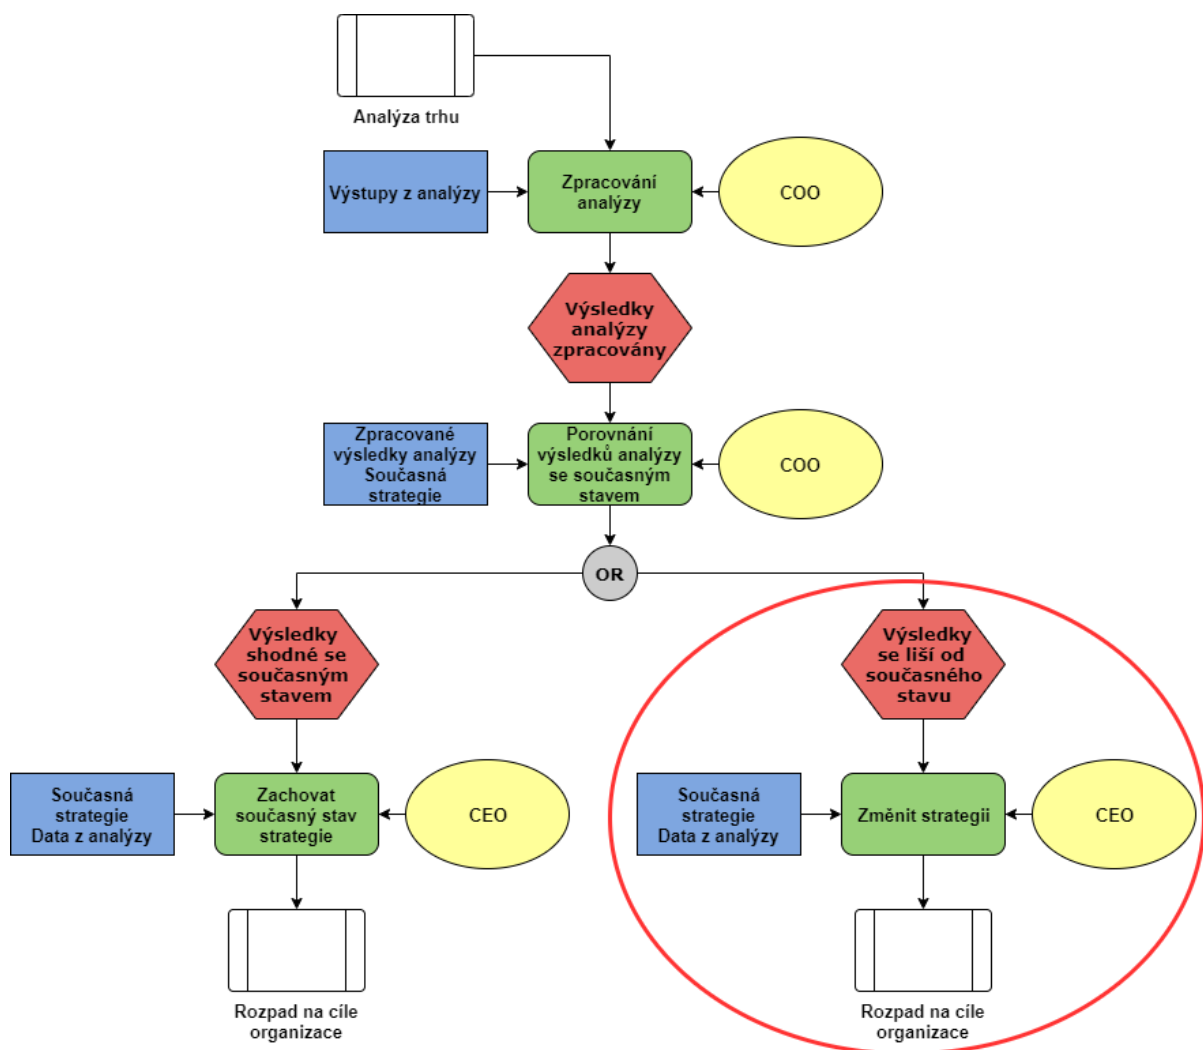 Analýza trhu
Výstupy z analýzy
Zpracování
analýzy
COO
Výsledky
analýzy
zpracovány
Zpracované
výsledky analýzy
Současná
strategie
Porovnání
výsledků analýzy
se současným
stavem
COO
OR
Výsledky
shodné se
současným
stavem
Výsledky
se liší od
současného
stavu
Současná
strategie
Data z analýzy
Zachovat
současný stav
strategie
CEO
Současná
strategie
Data z analýzy
Změnit strategii
CEO
Rozpad na cíle
organizace
Rozpad na cíle
organizace